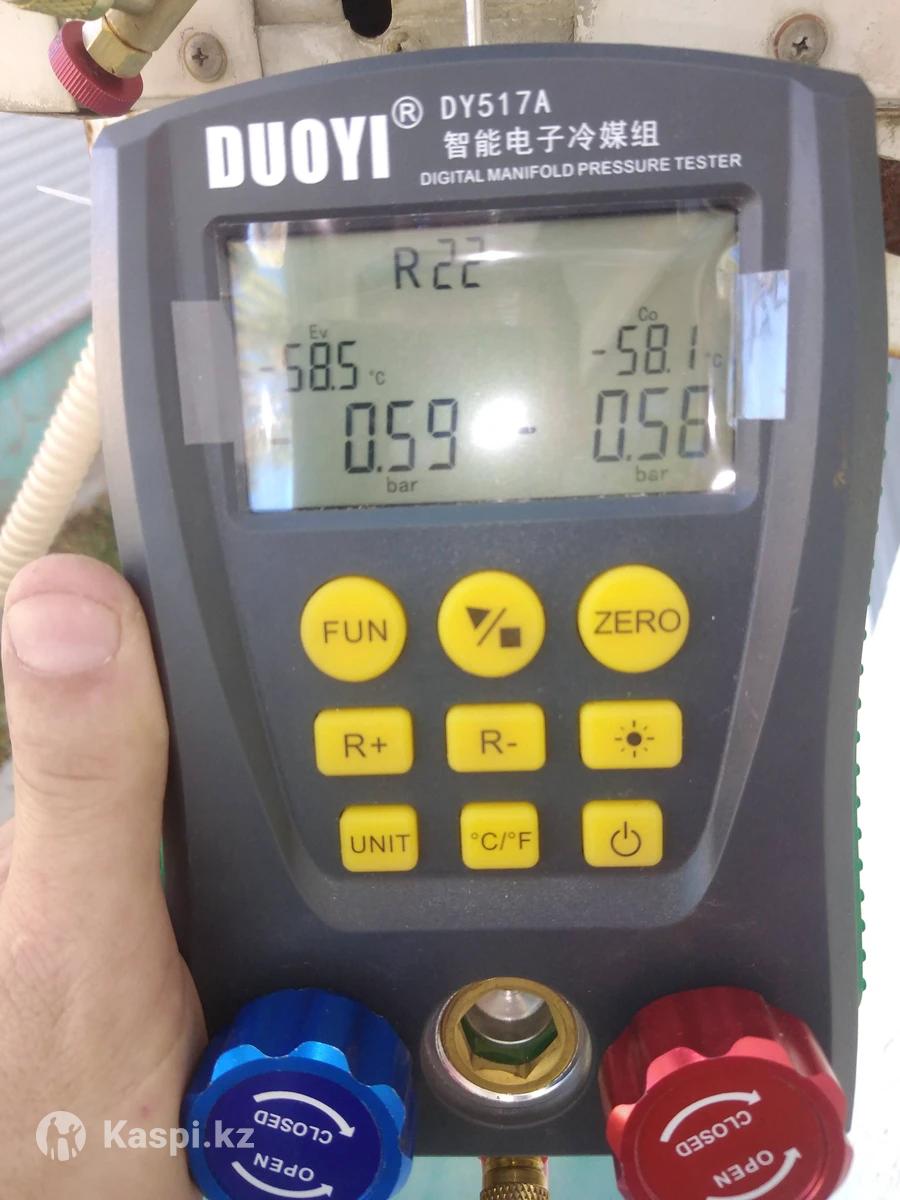 DUOYI® DY517A
智能电子冷媒组
DIGITAL MANIFOLD PRESSURE TESTER
R22
Ev Co
-58.5 °C -58.1 °C
- 0.59 - 0.56
bar bar
FUN ZERO
R+ R-
UNIT °C/°F
CLOSED CLOSED
OPEN OPEN
Kaspi.kz